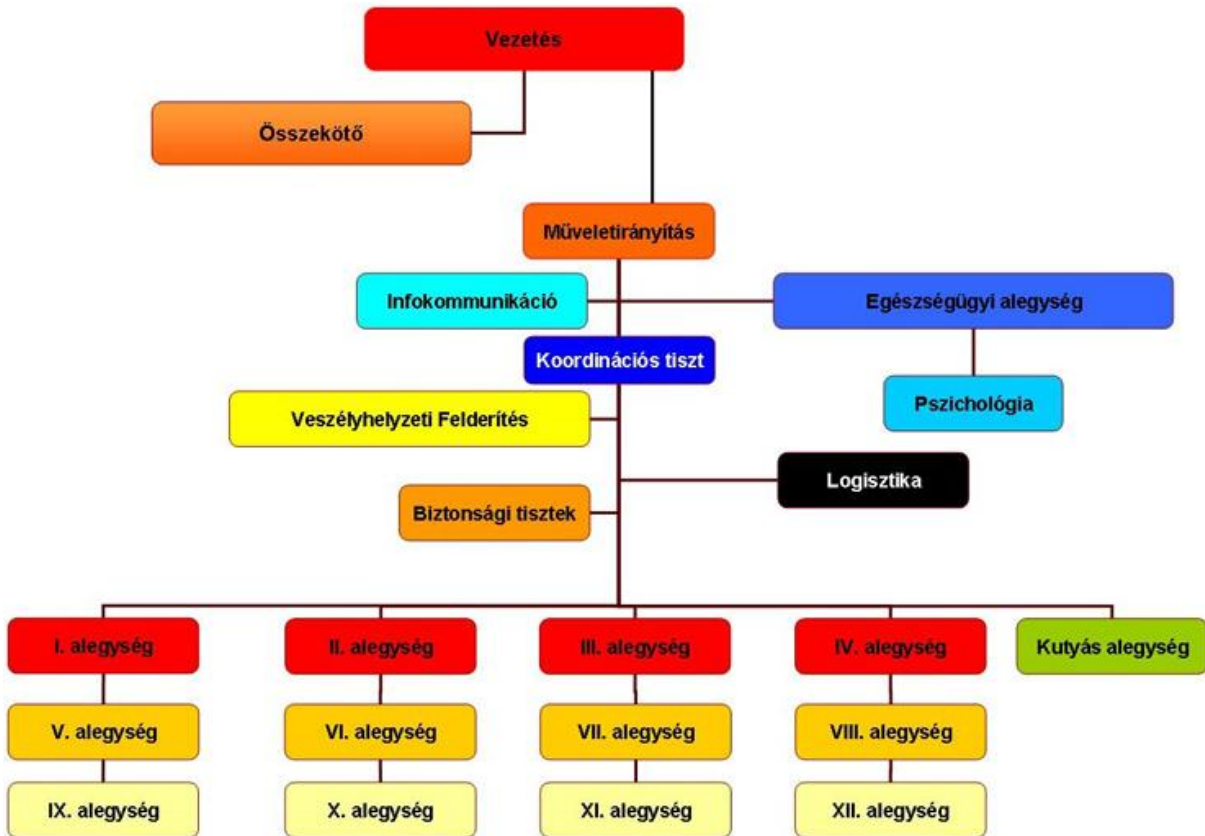 Vezetés
Összekötő
Műveletirányítás
Infokommunikáció
Egészségügyi alegység
Koordinációs tiszt
Pszichológia
Veszélyhelyzeti Felderítés
Logisztika
Biztonsági tisztek
I. alegység
II. alegység
III. alegység
IV. alegység
Kutyás alegység
V. alegység
VI. alegység
VII. alegység
VIII. alegység
IX. alegység
X. alegység
XI. alegység
XII. alegység